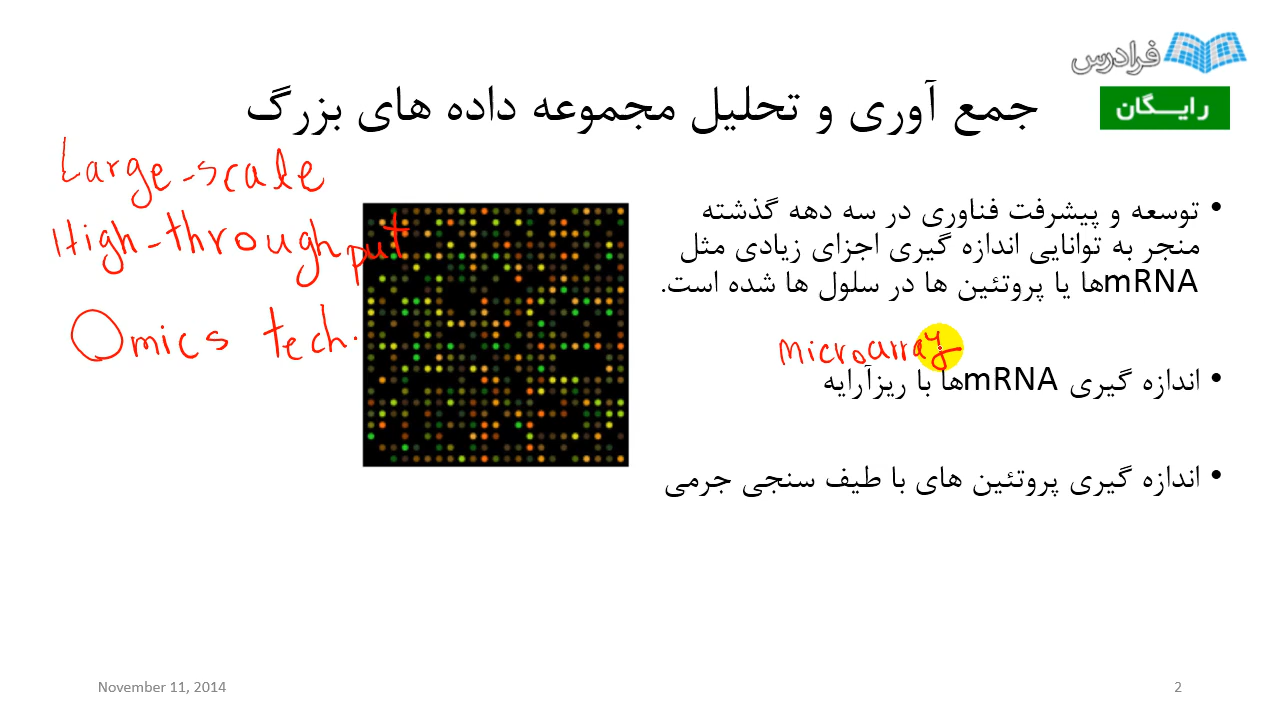 فرادرس
رایـــگان
جمع آوری و تحلیل مجموعه داده های بزرگ
Large-scale
High-throughput
Omics tech.
• توسعه و پیشرفت فناوری در سه دهه گذشته
منجر به توانایی اندازه گیری اجزای زیادی مثل
mRNAها یا پروتئین ها در سلول ها شده است.
microarray
• اندازه گیری mRNAها با ریزآرایه
• اندازه گیری پروتئین های با طیف سنجی جرمی
November 11, 2014
2